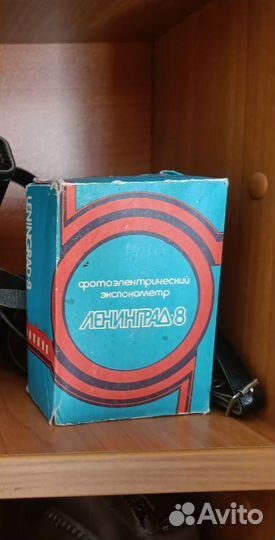 LENINGRAD-8
фотоэлектрический
экспонометр
ЛЕНИНГРАД·8
Avito